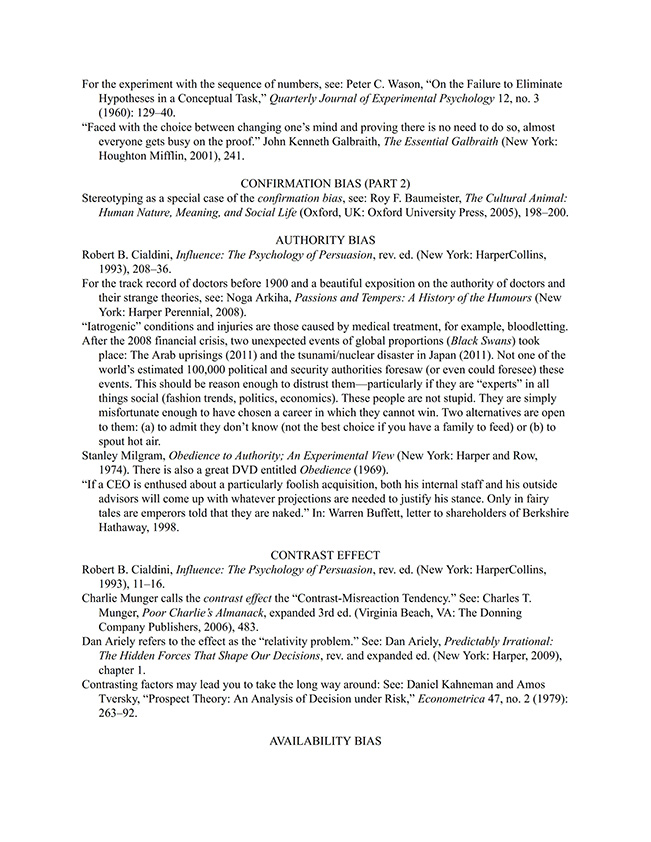 For the experiment with the sequence of numbers, see: Peter C. Wason, “On the Failure to Eliminate
Hypotheses in a Conceptual Task,” Quarterly Journal of Experimental Psychology 12, no. 3
(1960): 129–40.
“Faced with the choice between changing one’s mind and proving there is no need to do so, almost
everyone gets busy on the proof.” John Kenneth Galbraith, The Essential Galbraith (New York:
Houghton Mifflin, 2001), 241.
CONFIRMATION BIAS (PART 2)
Stereotyping as a special case of the confirmation bias, see: Roy F. Baumeister, The Cultural Animal:
Human Nature, Meaning, and Social Life (Oxford, UK: Oxford University Press, 2005), 198–200.
AUTHORITY BIAS
Robert B. Cialdini, Influence: The Psychology of Persuasion, rev. ed. (New York: HarperCollins,
1993), 208–36.
For the track record of doctors before 1900 and a beautiful exposition on the authority of doctors and
their strange theories, see: Noga Arkiha, Passions and Tempers: A History of the Humours (New
York: Harper Perennial, 2008).
“Iatrogenic” conditions and injuries are those caused by medical treatment, for example, bloodletting.
After the 2008 financial crisis, two unexpected events of global proportions (Black Swans) took
place: The Arab uprisings (2011) and the tsunami/nuclear disaster in Japan (2011). Not one of the
world’s estimated 100,000 political and security authorities foresaw (or even could foresee) these
events. This should be reason enough to distrust them—particularly if they are “experts” in all
things social (fashion trends, politics, economics). These people are not stupid. They are simply
misfortunate enough to have chosen a career in which they cannot win. Two alternatives are open
to them: (a) to admit they don’t know (not the best choice if you have a family to feed) or (b) to
spout hot air.
Stanley Milgram, Obedience to Authority; An Experimental View (New York: Harper and Row,
1974). There is also a great DVD entitled Obedience (1969).
“If a CEO is enthused about a particularly foolish acquisition, both his internal staff and his outside
advisors will come up with whatever projections are needed to justify his stance. Only in fairy
tales are emperors told that they are naked.” In: Warren Buffett, letter to shareholders of Berkshire
Hathaway, 1998.
CONTRAST EFFECT
Robert B. Cialdini, Influence: The Psychology of Persuasion, rev. ed. (New York: HarperCollins,
1993), 11–16.
Charlie Munger calls the contrast effect the “Contrast-Misreaction Tendency.” See: Charles T.
Munger, Poor Charlie’s Almanack, expanded 3rd ed. (Virginia Beach, VA: The Donning
Company Publishers, 2006), 483.
Dan Ariely refers to the effect as the “relativity problem.” See: Dan Ariely, Predictably Irrational:
The Hidden Forces That Shape Our Decisions, rev. and expanded ed. (New York: Harper, 2009),
chapter 1.
Contrasting factors may lead you to take the long way around: See: Daniel Kahneman and Amos
Tversky, “Prospect Theory: An Analysis of Decision under Risk,” Econometrica 47, no. 2 (1979):
263–92.
AVAILABILITY BIAS